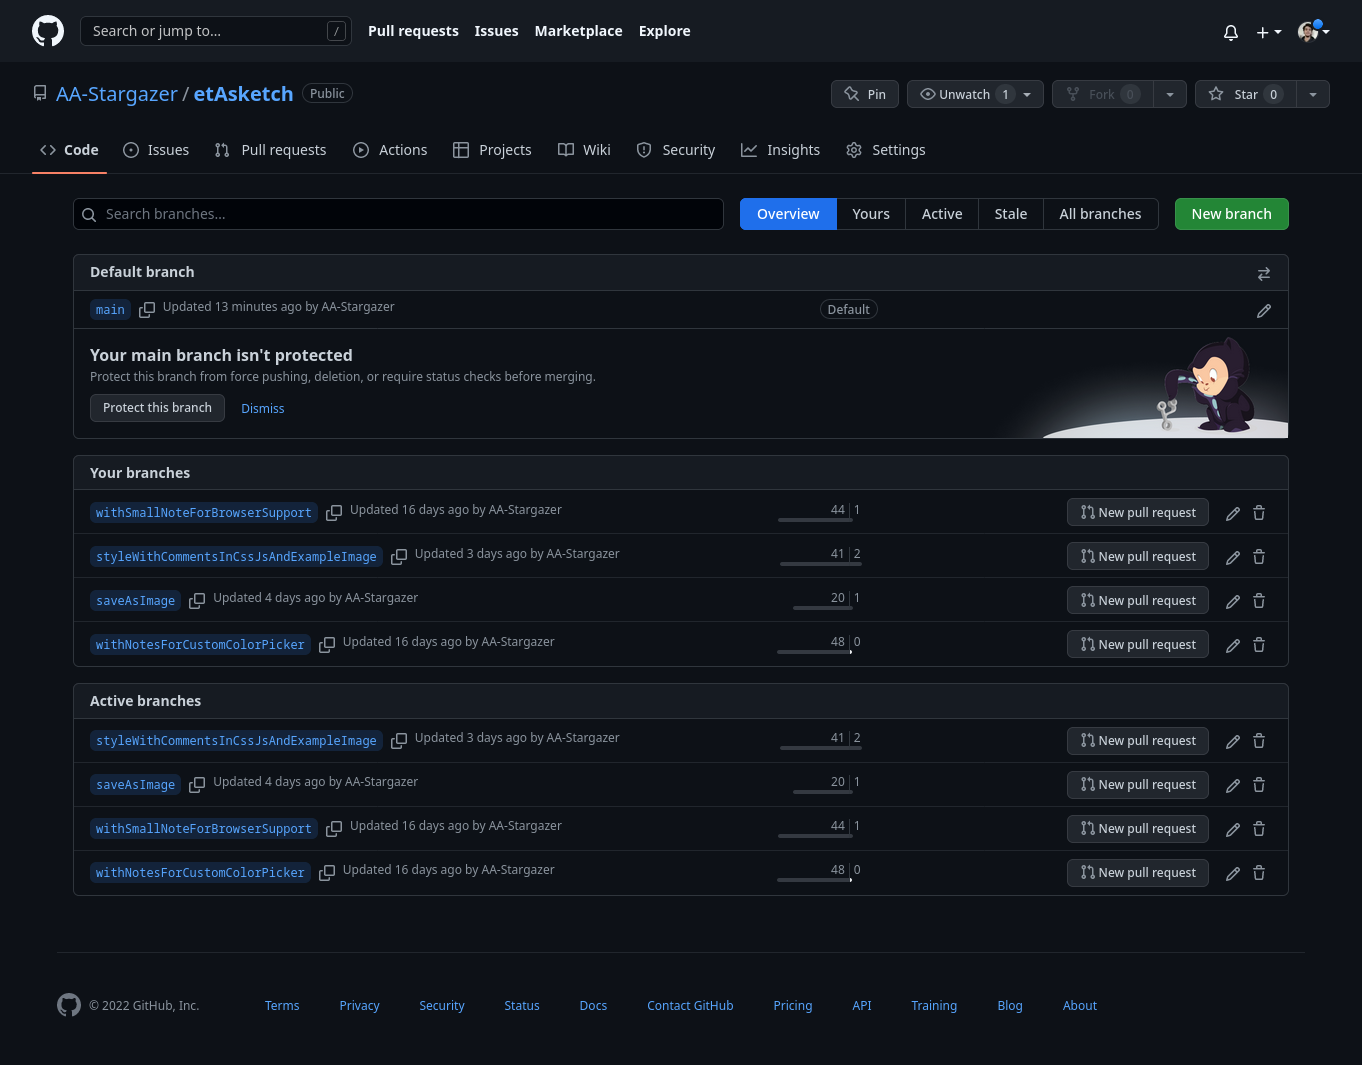 Search or jump to... /
Pull requests Issues Marketplace Explore
AA-Stargazer / etAsketch Public
Pin Unwatch 1 Fork 0 Star 0
Code Issues Pull requests Actions Projects Wiki Security Insights Settings
Search branches... Overview Yours Active Stale All branches New branch
Default branch
main Updated 13 minutes ago by AA-Stargazer Default
Your main branch isn't protected
Protect this branch from force pushing, deletion, or require status checks before merging.
Protect this branch Dismiss
Your branches
withSmallNoteForBrowserSupport Updated 16 days ago by AA-Stargazer 44 1 New pull request
styleWithCommentsInCssJsAndExampleImage Updated 3 days ago by AA-Stargazer 41 2 New pull request
saveAsImage Updated 4 days ago by AA-Stargazer 20 1 New pull request
withNotesForCustomColorPicker Updated 16 days ago by AA-Stargazer 48 0 New pull request
Active branches
styleWithCommentsInCssJsAndExampleImage Updated 3 days ago by AA-Stargazer 41 2 New pull request
saveAsImage Updated 4 days ago by AA-Stargazer 20 1 New pull request
withSmallNoteForBrowserSupport Updated 16 days ago by AA-Stargazer 44 1 New pull request
withNotesForCustomColorPicker Updated 16 days ago by AA-Stargazer 48 0 New pull request
© 2022 GitHub, Inc. Terms Privacy Security Status Docs Contact GitHub Pricing API Training Blog About